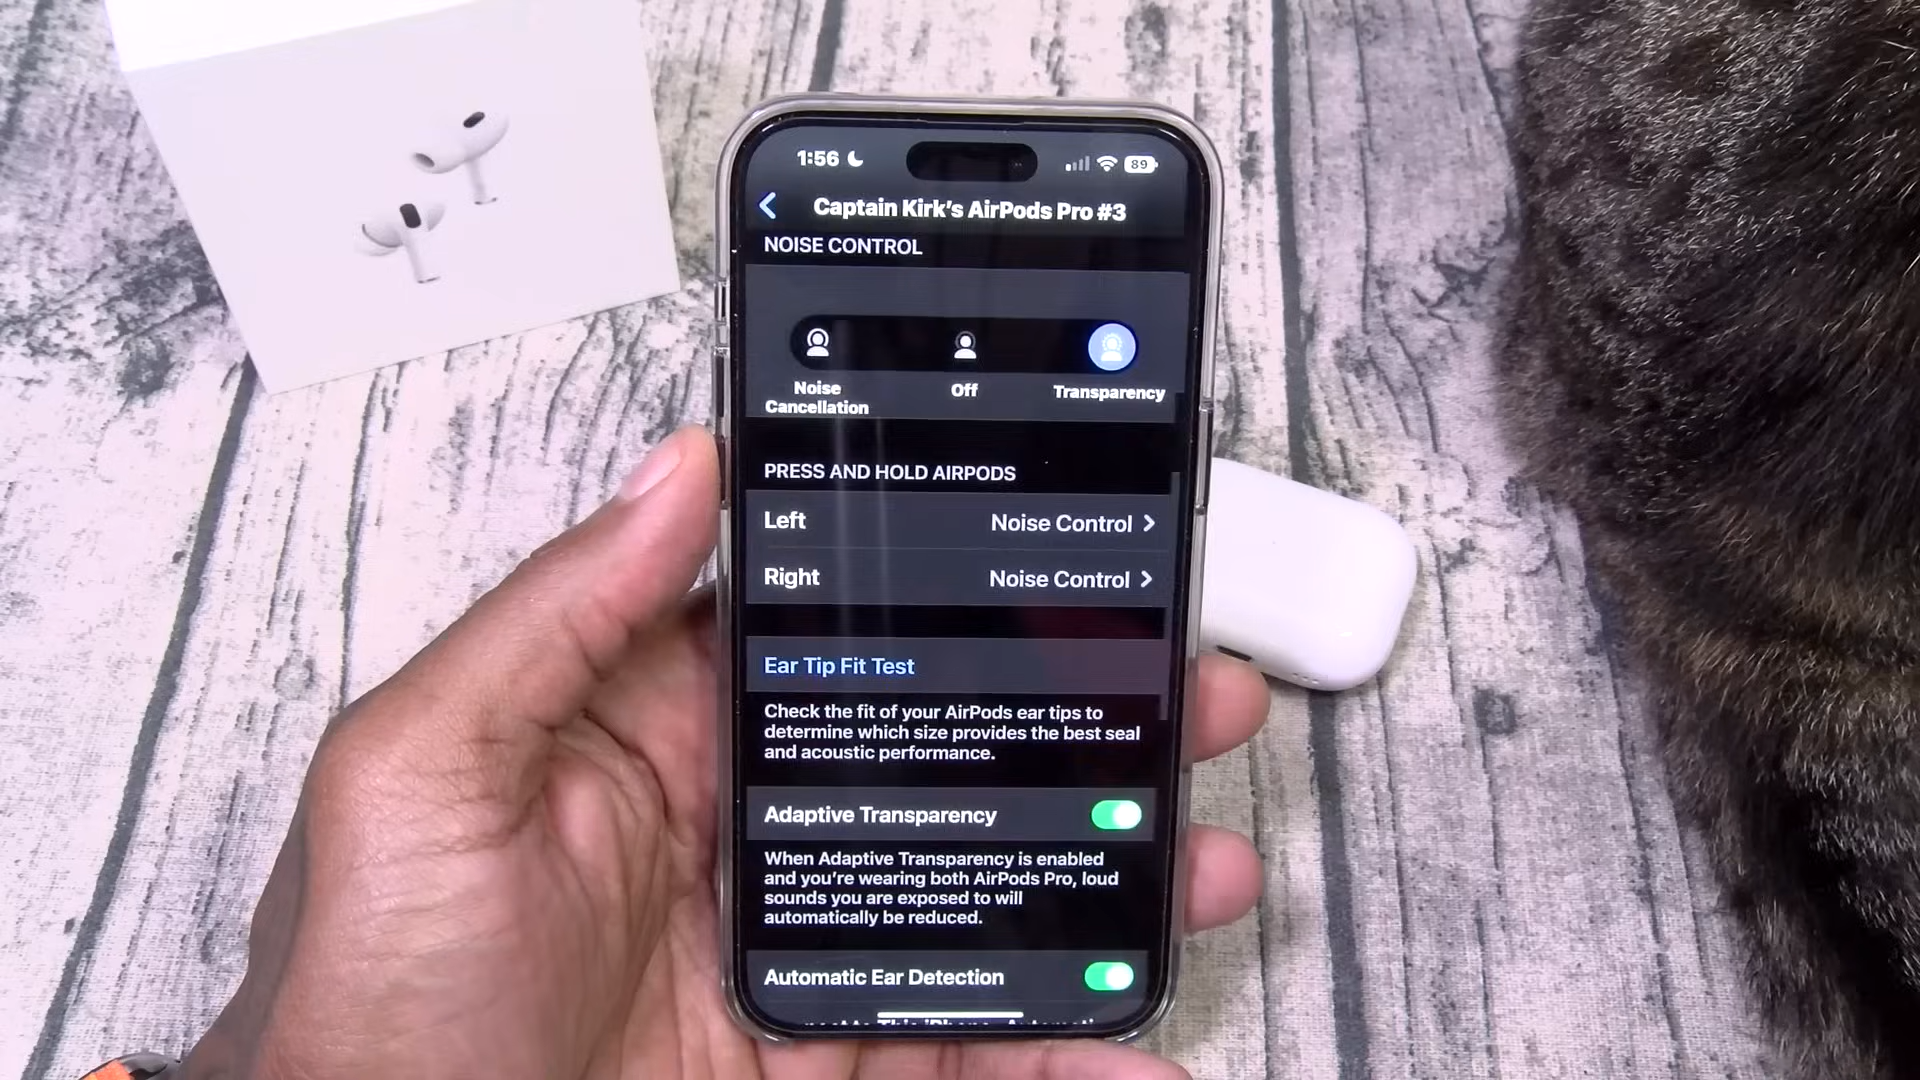 1:56
89
Captain Kirk's AirPods Pro #3
NOISE CONTROL
Noise
Cancellation
Off
Transparency
PRESS AND HOLD AIRPODS
Left
Noise Control
Right
Noise Control
Ear Tip Fit Test
Check the fit of your AirPods ear tips to
determine which size provides the best seal
and acoustic performance.
Adaptive Transparency
When Adaptive Transparency is enabled
and you're wearing both AirPods Pro, loud
sounds you are exposed to will
automatically be reduced.
Automatic Ear Detection